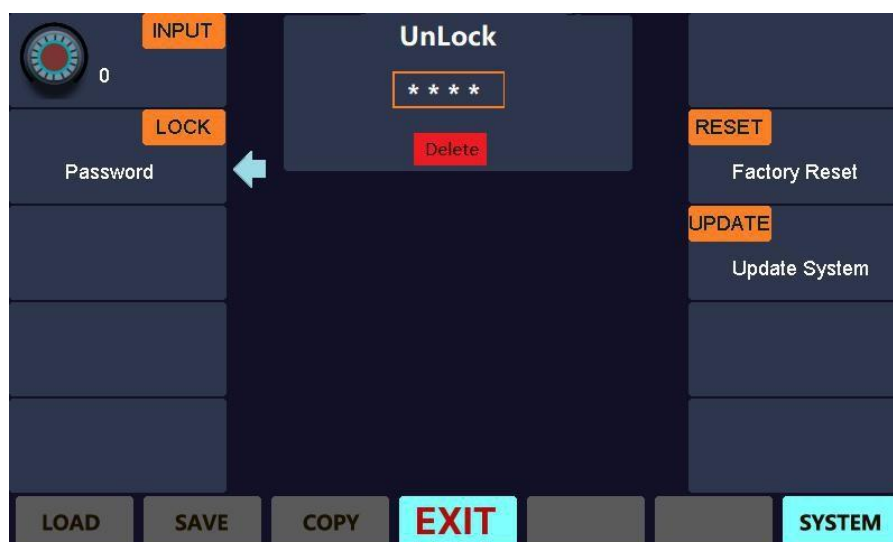 INPUT
0
LOCK
Password
UnLock
* * * *
Delete
RESET
Factory Reset
UPDATE
Update System
LOAD
SAVE
COPY
EXIT
SYSTEM